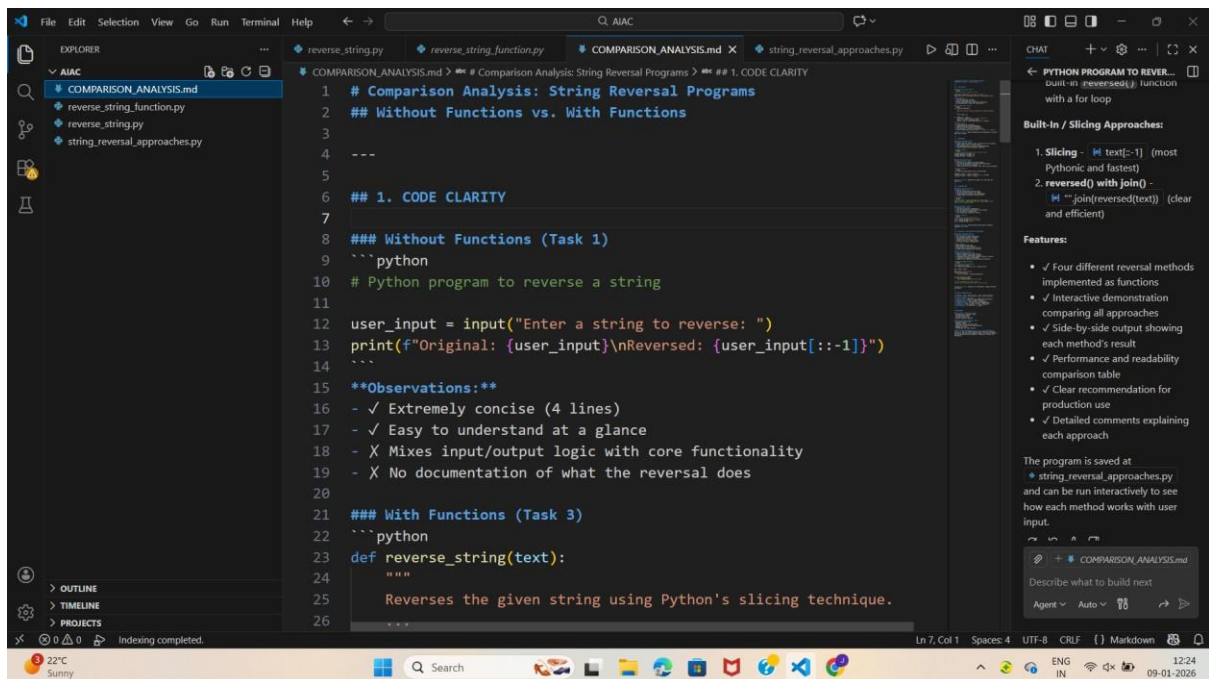 File Edit Selection View Go Run Terminal Help
AIAC
EXPLORER
AIAC
COMPARISON_ANALYSIS.md
reverse_string_function.py
reverse_string.py
string_reversal_approaches.py
OUTLINE
TIMELINE
PROJECTS
reverse_string.py reverse_string_function.py COMPARISON_ANALYSIS.md string_reversal_approaches.py
COMPARISON_ANALYSIS.md > # Comparison Analysis: String Reversal Programs > ## 1. CODE CLARITY
1 # Comparison Analysis: String Reversal Programs
2 ## Without Functions vs. With Functions
3
4 ---
5
6 ## 1. CODE CLARITY
7
8 ### Without Functions (Task 1)
9 ```python
10 # Python program to reverse a string
11
12 user_input = input("Enter a string to reverse: ")
13 print(f"Original: {user_input}\nReversed: {user_input[::-1]}")
14 ```
15 **Observations:**
16 - ✓ Extremely concise (4 lines)
17 - ✓ Easy to understand at a glance
18 - ✗ Mixes input/output logic with core functionality
19 - ✗ No documentation of what the reversal does
20
21 ### With Functions (Task 3)
22 ```python
23 def reverse_string(text):
24 """
25 Reverses the given string using Python's slicing technique.
26
CHAT
PYTHON PROGRAM TO REVER...
built-in reversed() function
with a for loop
Built-In / Slicing Approaches:
1. Slicing - text[::-1] (most
Pythonic and fastest)
2. reversed() with join() -
"".join(reversed(text)) (clear
and efficient)
Features:
• ✓ Four different reversal methods
implemented as functions
• ✓ Interactive demonstration
comparing all approaches
• ✓ Side-by-side output showing
each method's result
• ✓ Performance and readability
comparison table
• ✓ Clear recommendation for
production use
• ✓ Detailed comments explaining
each approach
The program is saved at
string_reversal_approaches.py
and can be run interactively to see
how each method works with user
input.
COMPARISON_ANALYSIS.md
Describe what to build next
Agent Auto
0 0 Indexing completed.
Ln 7, Col 1 Spaces: 4 UTF-8 CRLF {} Markdown
3
22°C
Sunny
Search
ENG
IN
12:24
09-01-2026